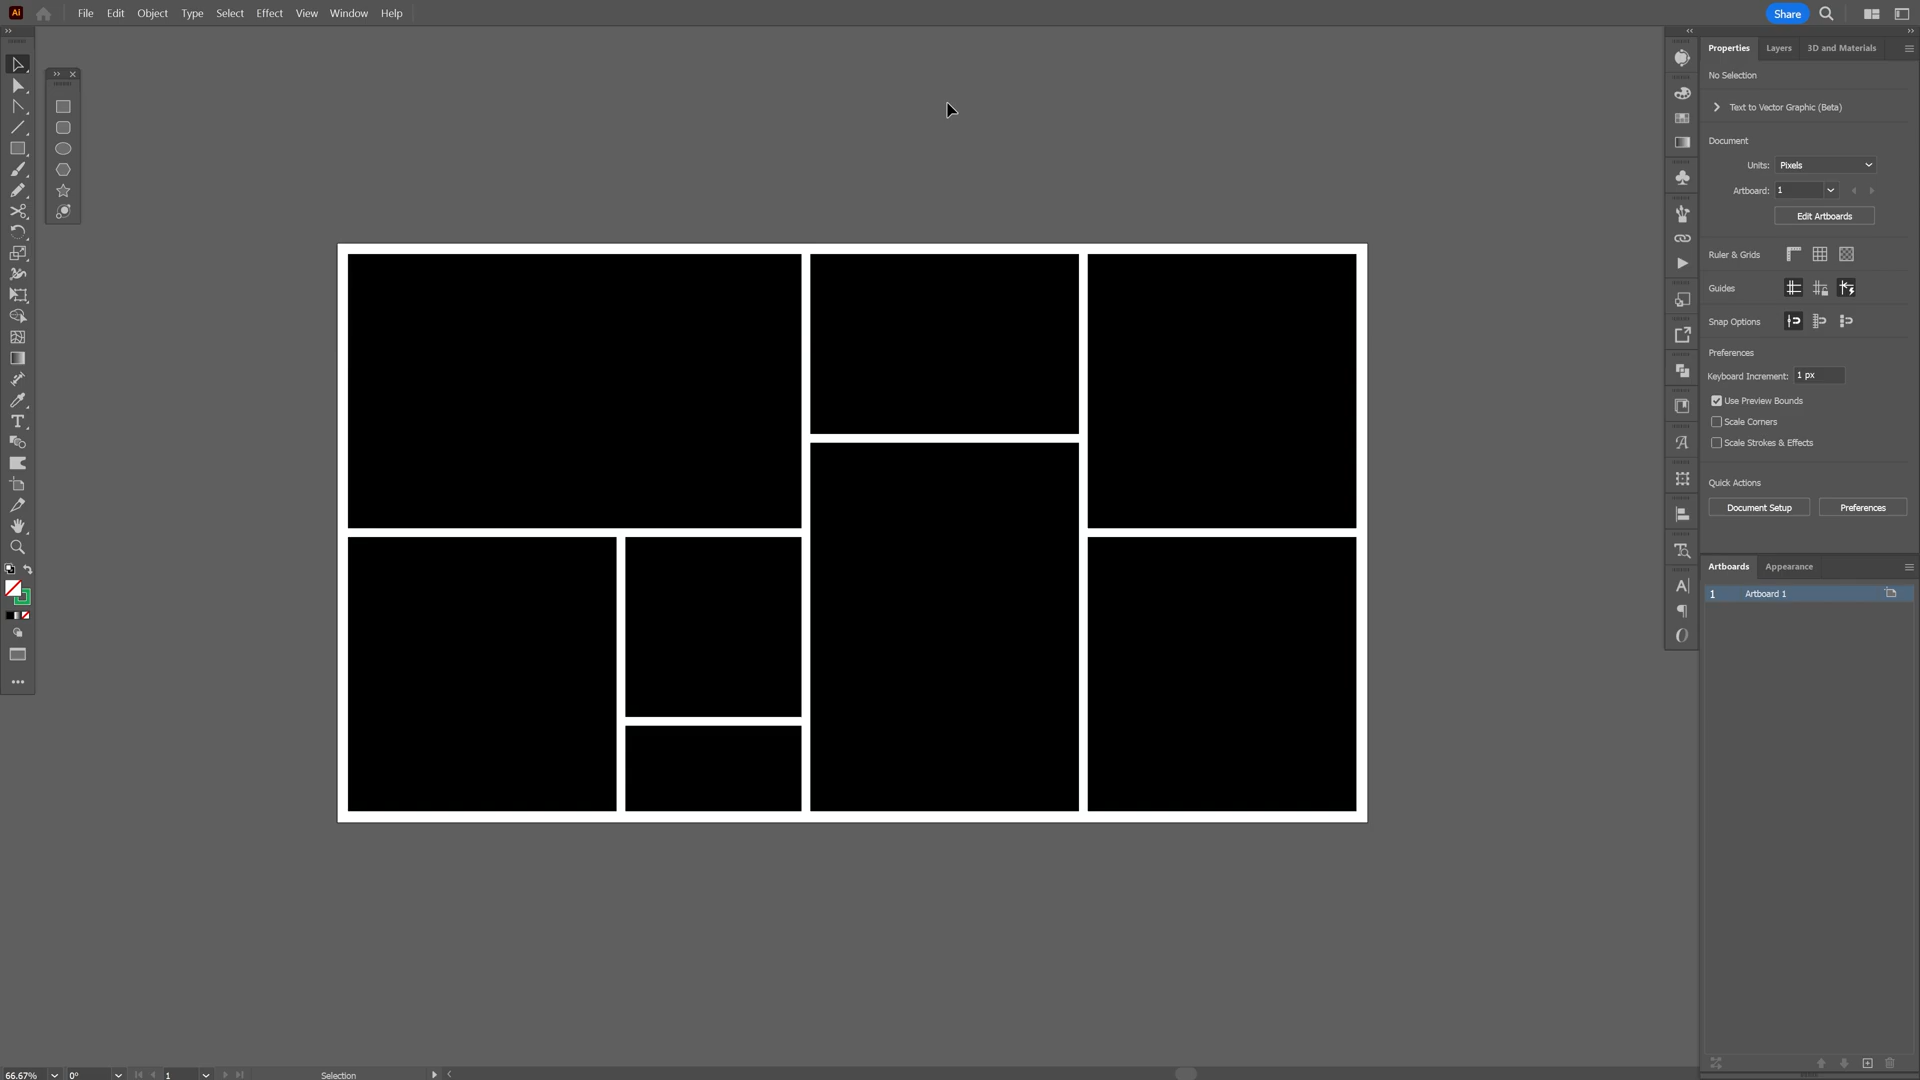 Ai File Edit Object Type Select Effect View Window Help Share
Properties Layers 3D and Materials
No Selection
Text to Vector Graphic (Beta)
Document
Units: Pixels
Artboard: 1
Edit Artboards
Ruler & Grids
Guides
Snap Options
Preferences
Keyboard Increment: 1 px
Use Preview Bounds
Scale Corners
Scale Strokes & Effects
Quick Actions
Document Setup Preferences
Artboards Appearance
1 Artboard 1
66.67% 0° 1 Selection